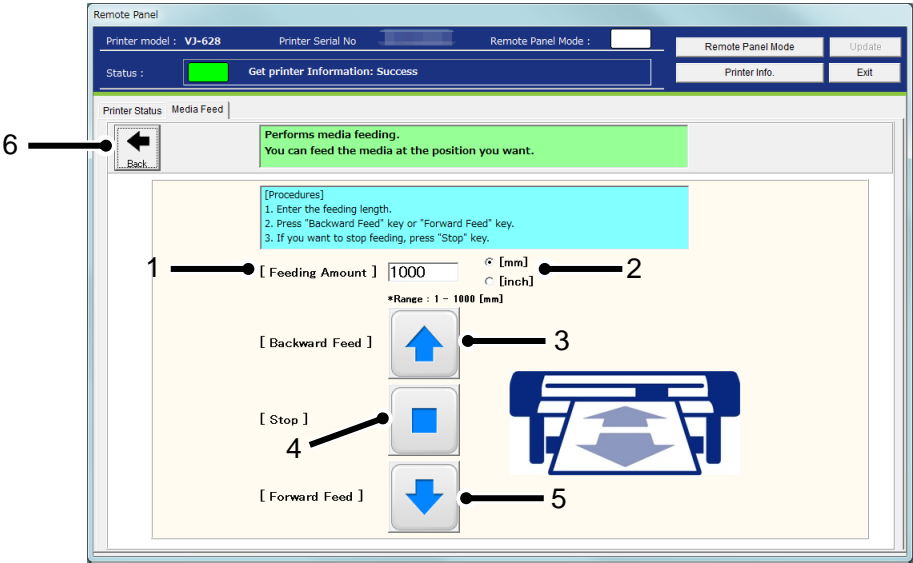 Remote Panel
Printer model : VJ-628 Printer Serial No Remote Panel Mode :
Remote Panel Mode Update
Status : Get printer Information: Success
Printer Info. Exit
Printer Status Media Feed
6
Back
Performs media feeding.
You can feed the media at the position you want.
[Procedures]
1. Enter the feeding length.
2. Press "Backward Feed" key or "Forward Feed" key.
3. If you want to stop feeding, press "Stop" key.
1 [ Feeding Amount ] 1000 [mm] 2
[inch]
*Range : 1 - 1000 [mm]
[ Backward Feed ] 3
[ Stop ]
4
[ Forward Feed ] 5